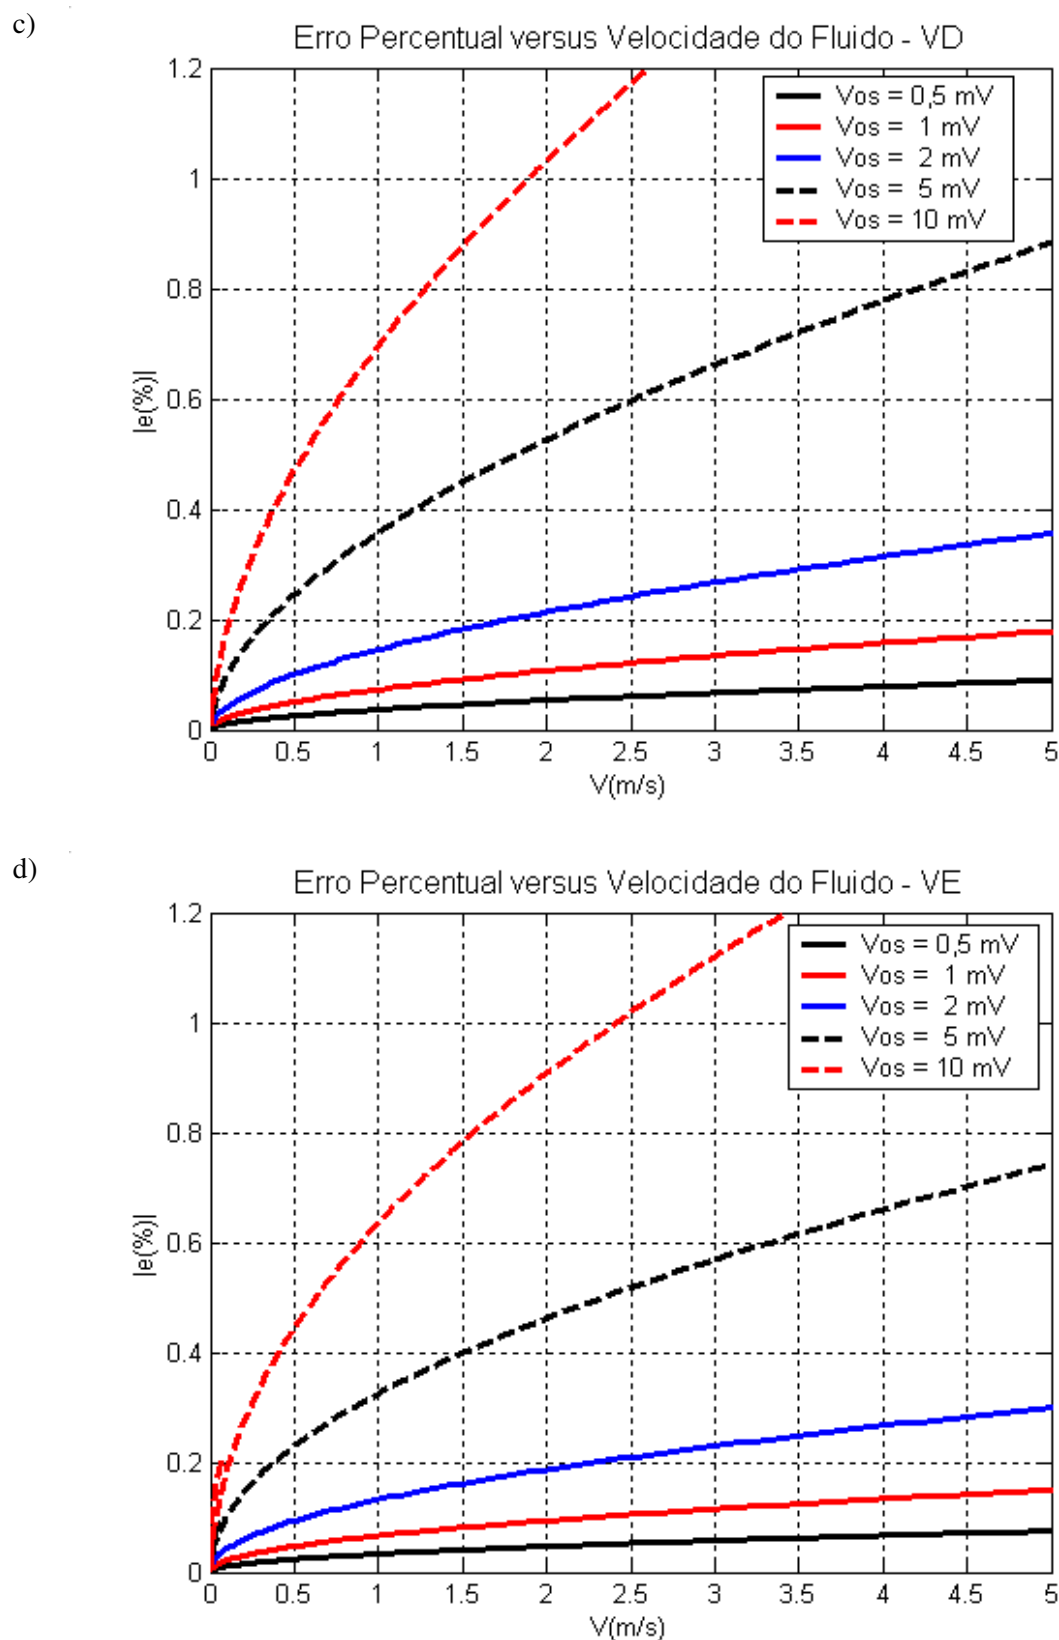 c)
Erro Percentual versus Velocidade do Fluido - VD
1.2
1
0.8
0.6
0.4
0.2
0
|e(%)|
Vos = 0,5 mV
Vos = 1 mV
Vos = 2 mV
Vos = 5 mV
Vos = 10 mV
0 0.5 1 1.5 2 2.5 3 3.5 4 4.5 5
V(m/s)
d)
Erro Percentual versus Velocidade do Fluido - VE
1.2
1
0.8
0.6
0.4
0.2
0
|e(%)|
Vos = 0,5 mV
Vos = 1 mV
Vos = 2 mV
Vos = 5 mV
Vos = 10 mV
0 0.5 1 1.5 2 2.5 3 3.5 4 4.5 5
V(m/s)